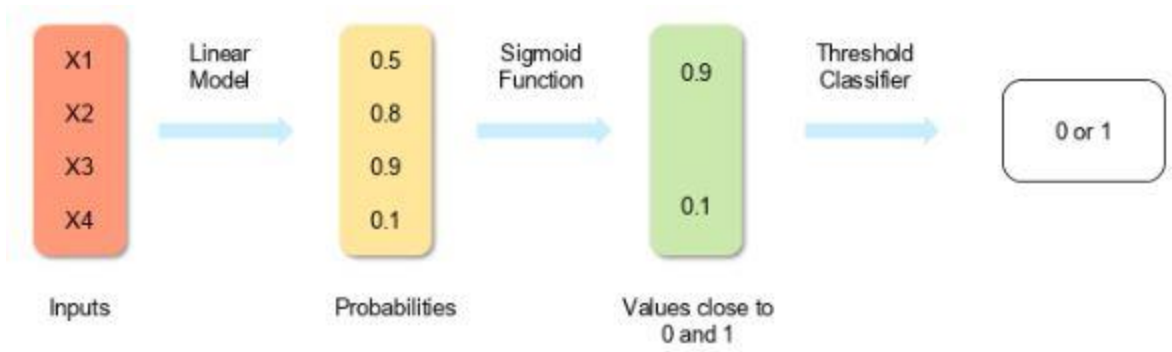 X1
X2
X3
X4
Inputs
Linear
Model
0.5
0.8
0.9
0.1
Probabilities
Sigmoid
Function
0.9
0.1
Values close to
0 and 1
Threshold
Classifier
0 or 1